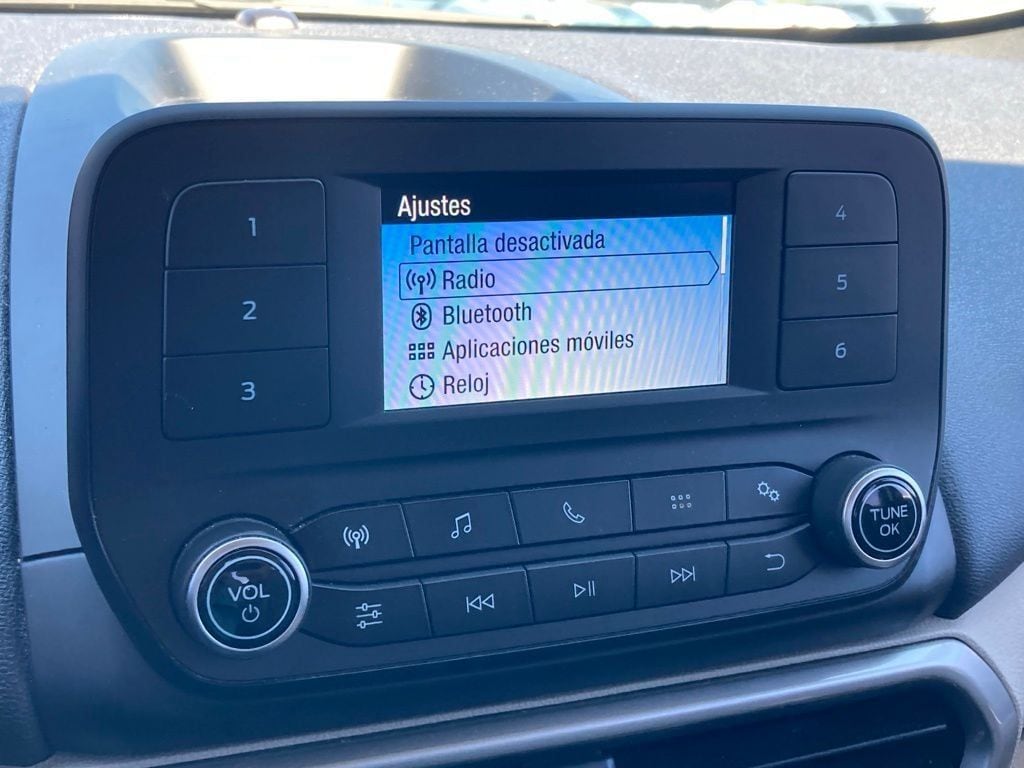 Ajustes
Pantalla desactivada
Radio
Bluetooth
Aplicaciones móviles
Reloj
1
2
3
4
5
6
VOL
TUNE
OK